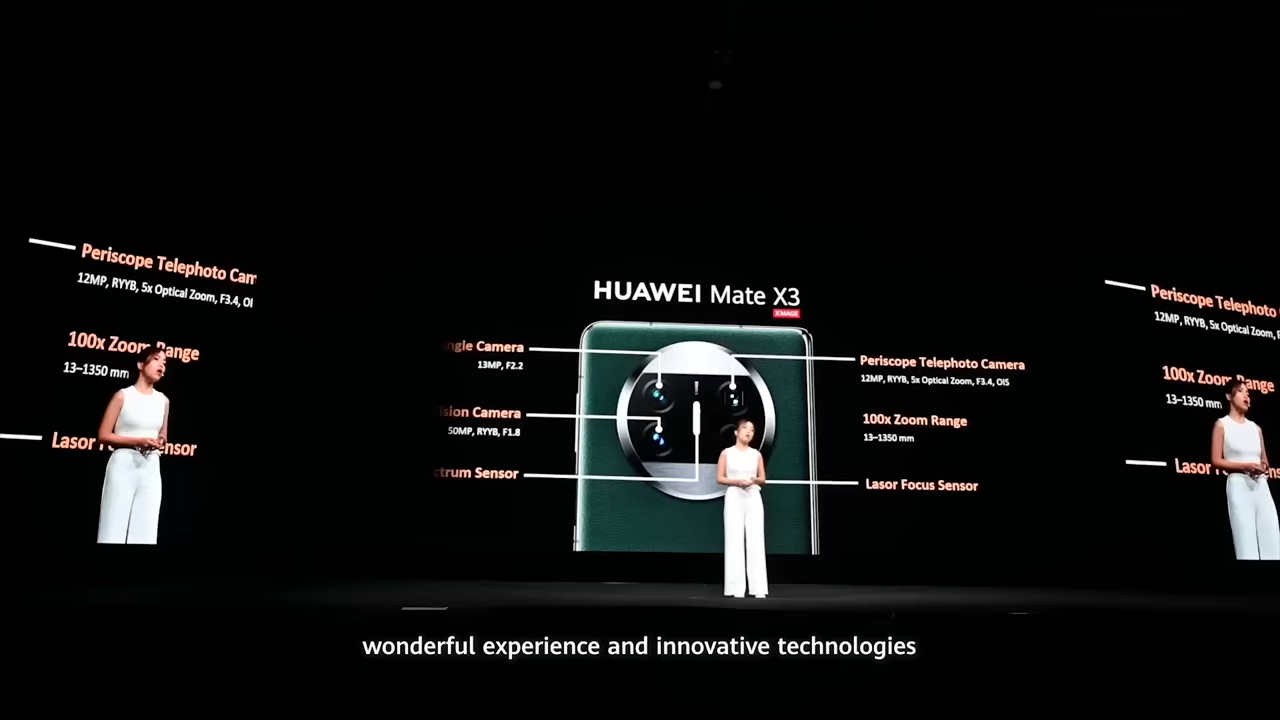 HUAWEI Mate X3
XMAGE
Periscope Telephoto Cam
12MP, RYYB, 5x Optical Zoom, F3.4, OI
100x Zoom Range
13–1350 mm
Lasor Fo ensor
ngle Camera
13MP, F2.2
ision Camera
50MP, RYYB, F1.8
ctrum Sensor
Periscope Telephoto Camera
12MP, RYYB, 5x Optical Zoom, F3.4, OIS
100x Zoom Range
13–1350 mm
Lasor Focus Sensor
Periscope Telephoto
12MP, RYYB, 5x Optical Zoom, F
100x Zoom Range
13–1350 mm
Lasor
wonderful experience and innovative technologies